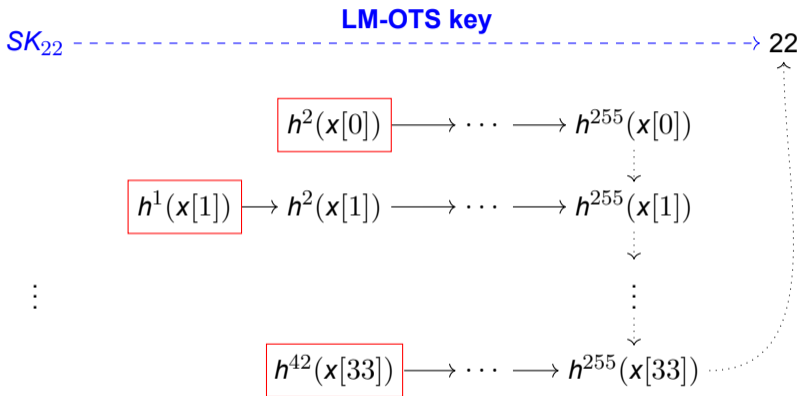 LM-OTS key
SK₂₂ 22
h²(x[0]) ··· h²⁵⁵(x[0])
h¹(x[1]) h²(x[1]) ··· h²⁵⁵(x[1])
⋮ ⋮
h⁴²(x[33]) ··· h²⁵⁵(x[33])